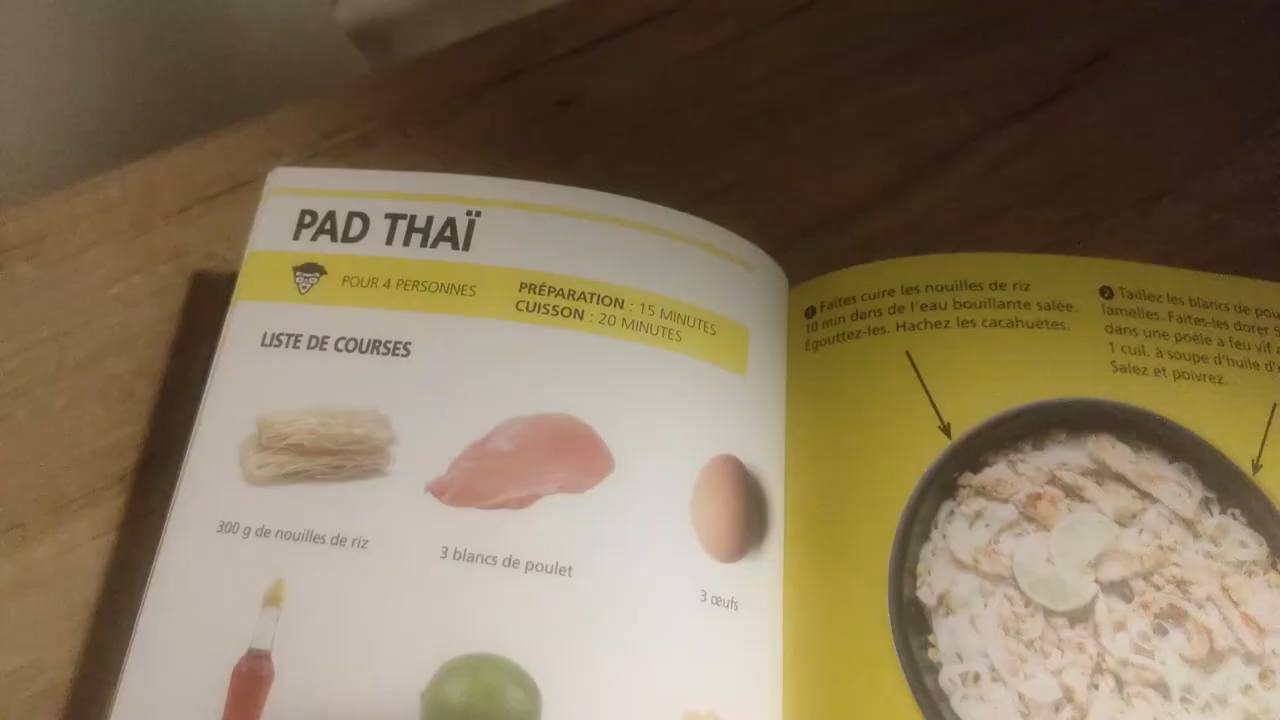 PAD THAÏ
POUR 4 PERSONNES
PRÉPARATION : 15 MINUTES
CUISSON : 20 MINUTES
LISTE DE COURSES
300 g de nouilles de riz
3 blancs de poulet
3 œufs
1 Faites cuire les nouilles de riz
10 min dans de l'eau bouillante salée.
Égouttez-les. Hachez les cacahuètes.
2 Taillez les blancs de
lamelles. Faites-les dorer
dans une poêle à feu vif
1 cuil. à soupe d'huile
Salez et poivrez.